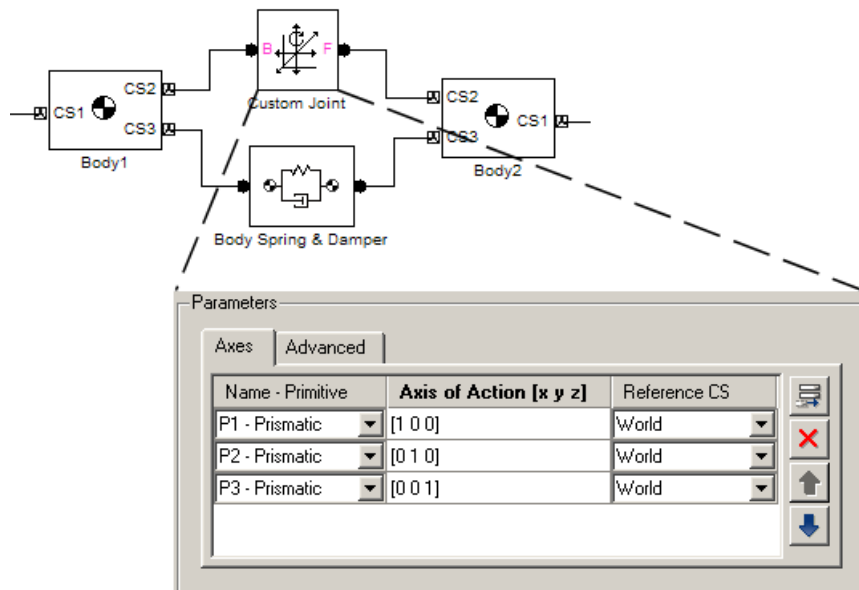 B F
Custom Joint
CS1 CS2
CS3
Body1
CS2
CS3 CS1
Body2
Body Spring & Damper
Parameters
Axes Advanced
Name - Primitive Axis of Action [x y z] Reference CS
P1 - Prismatic [1 0 0] World
P2 - Prismatic [0 1 0] World
P3 - Prismatic [0 0 1] World